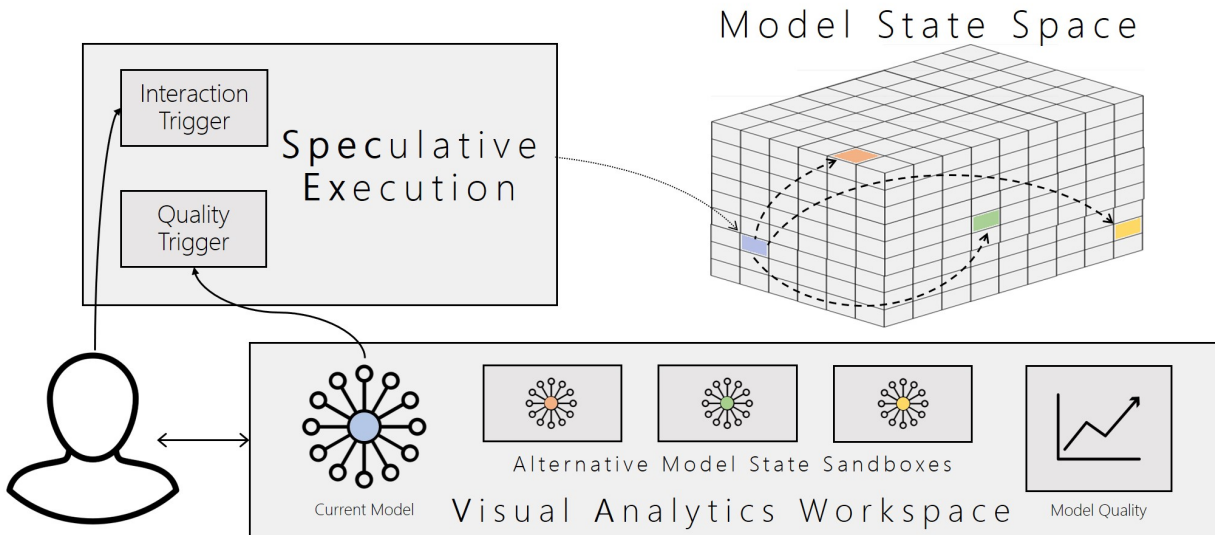 Model State Space
Interaction
Trigger
Speculative
Execution
Quality
Trigger
Alternative Model State Sandboxes
Current Model
Visual Analytics Workspace
Model Quality